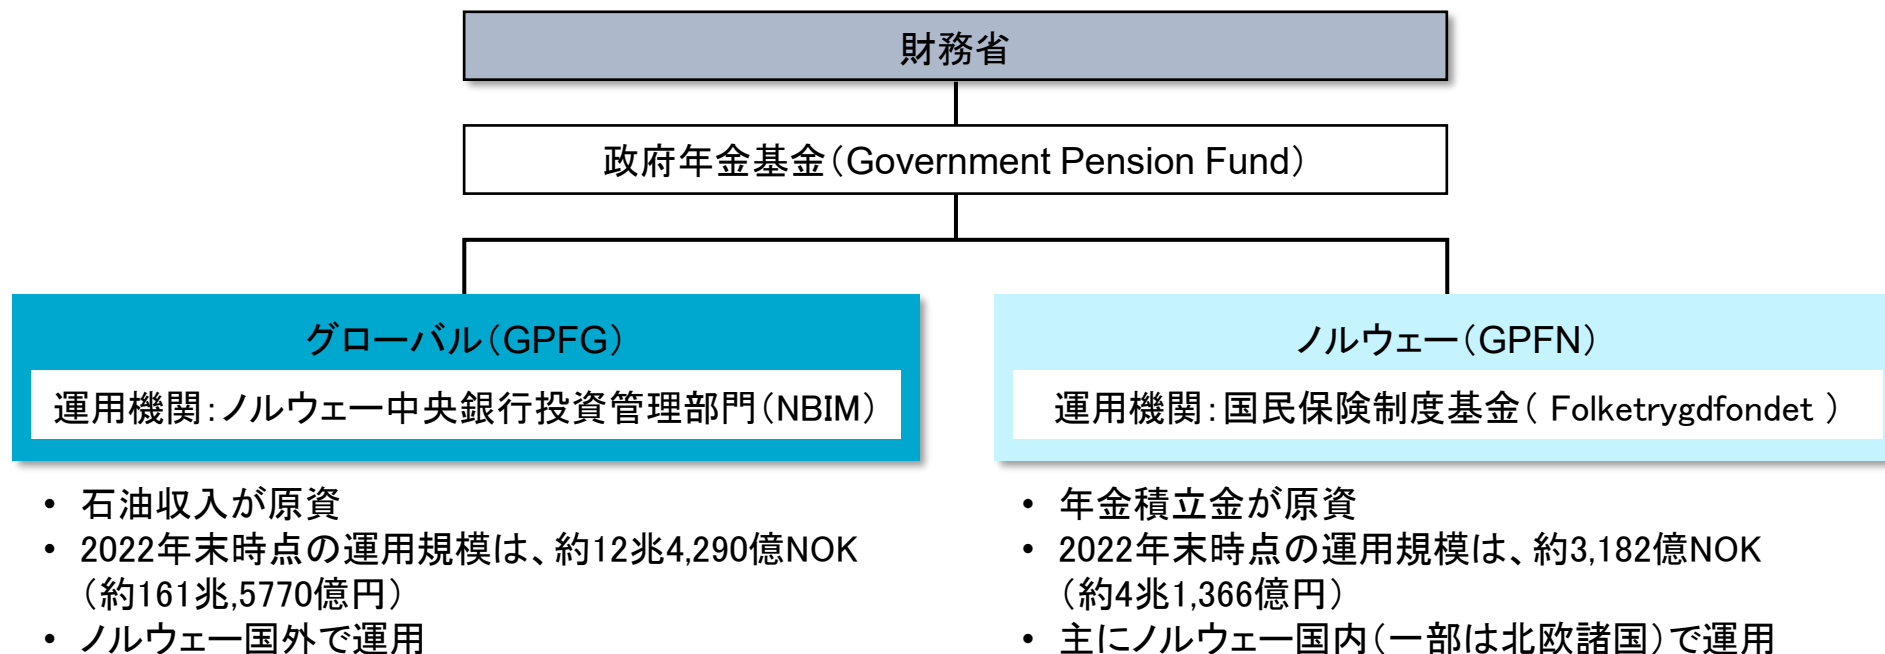 財務省
政府年金基金(Government Pension Fund)
グローバル(GPFG)
運用機関:ノルウェー中央銀行投資管理部門(NBIM)
• 石油収入が原資
• 2022年末時点の運用規模は、約12兆4,290億NOK
(約161兆,5770億円)
• ノルウェー国外で運用
ノルウェー(GPFN)
運用機関:国民保険制度基金( Folketrygdfondet )
• 年金積立金が原資
• 2022年末時点の運用規模は、約3,182億NOK
(約4兆1,366億円)
• 主にノルウェー国内(一部は北欧諸国)で運用